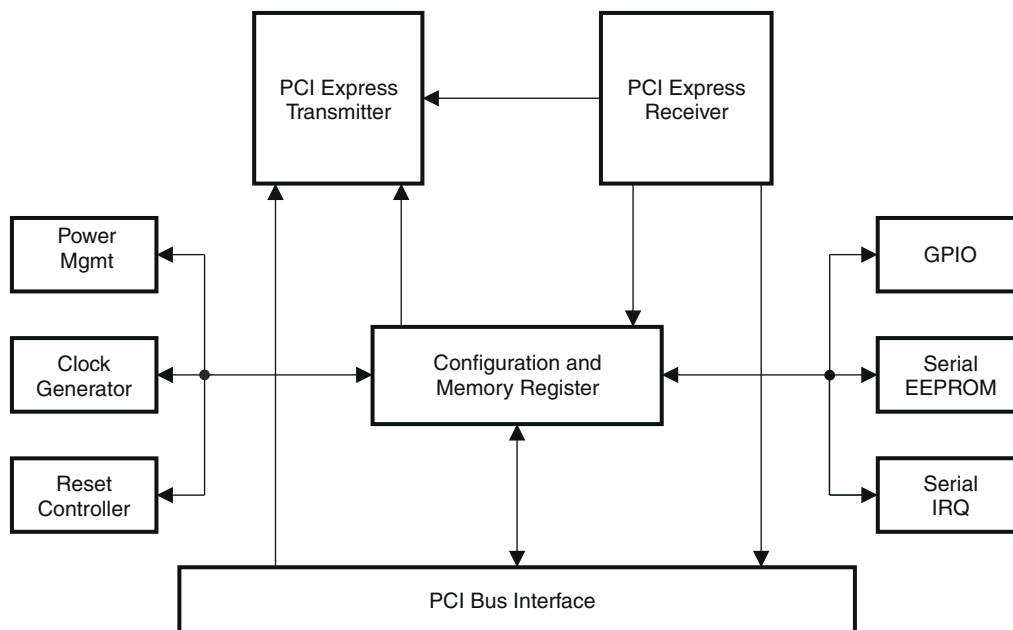 PCI Express
Transmitter
PCI Express
Receiver
Power
Mgmt
GPIO
Clock
Generator
Configuration and
Memory Register
Serial
EEPROM
Reset
Controller
Serial
IRQ
PCI Bus Interface